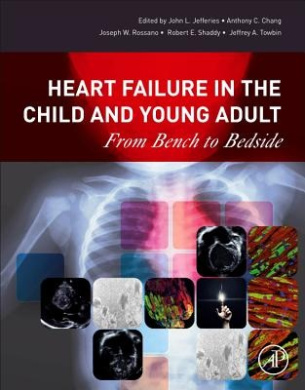 Edited by John L. Jefferies • Anthony C. Chang
Joseph W. Rossano • Robert E. Shaddy • Jeffrey A. Towbin
HEART FAILURE IN THE
CHILD AND YOUNG ADULT
From Bench to Bedside
AP